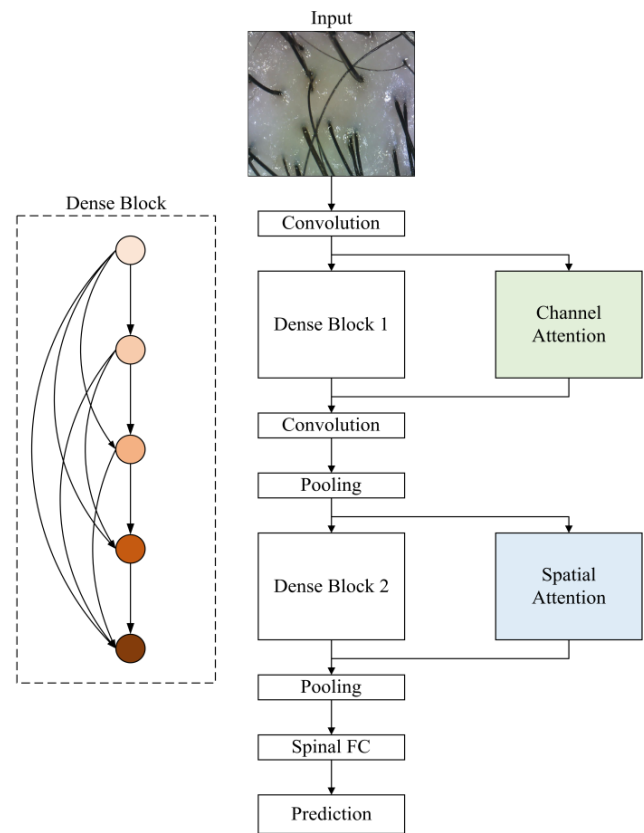 Input
Dense Block
Convolution
Dense Block 1
Channel
Attention
Convolution
Pooling
Dense Block 2
Spatial
Attention
Pooling
Spinal FC
Prediction